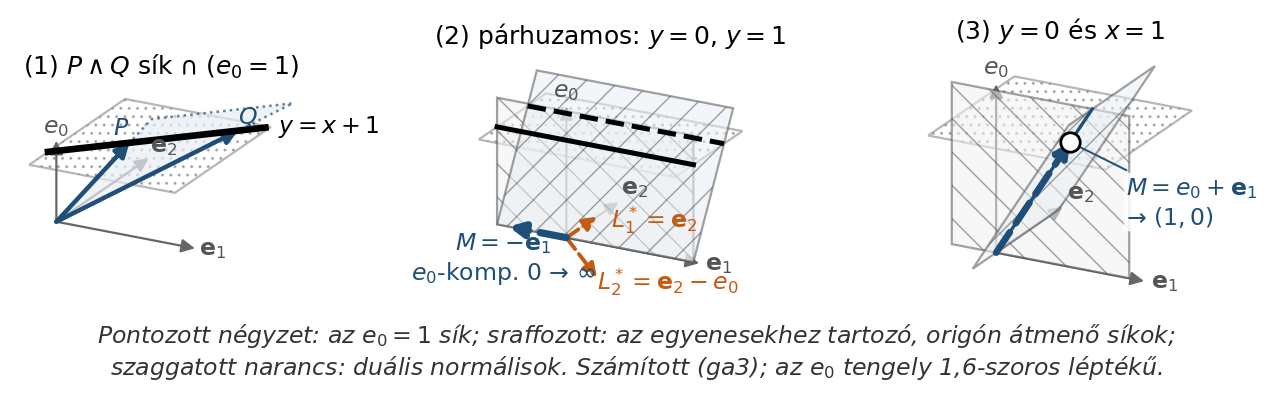 (1) P ∧ Q sík ∩ (e₀ = 1)
e₀
P
Q
e₂
y = x + 1
e₁
(2) párhuzamos: y = 0, y = 1
e₀
e₂
L₁* = e₂
M = −e₁
e₀-komp. 0 → ∞
e₁
L₂* = e₂ − e₀
(3) y = 0 és x = 1
e₀
e₂
M = e₀ + e₁
→ (1, 0)
e₁
Pontozott négyzet: az e₀ = 1 sík; sraffozott: az egyenesekhez tartozó, origón átmenő síkok;
szaggatott narancs: duális normálisok. Számított (ga3); az e₀ tengely 1,6-szoros léptékű.